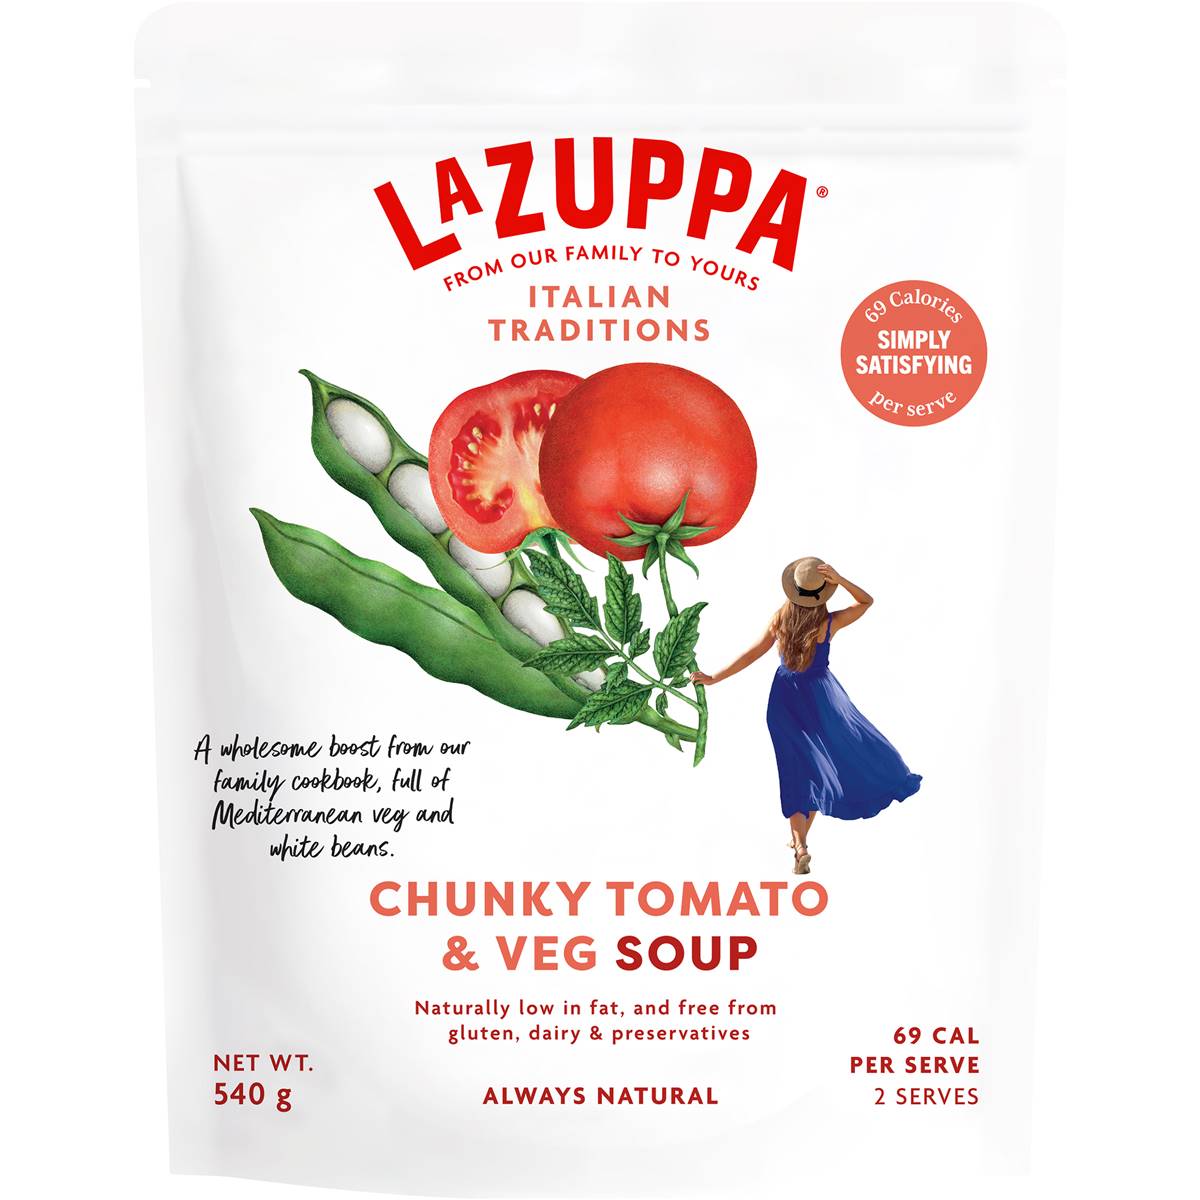 LAZUPPA®
FROM OUR FAMILY TO YOURS
ITALIAN
TRADITIONS
69 Calories
SIMPLY
SATISFYING
per serve
A wholesome boost from our
family cookbook, full of
Mediterranean veg and
white beans.
CHUNKY TOMATO
& VEG SOUP
Naturally low in fat, and free from
gluten, dairy & preservatives
NET WT.
540 g
ALWAYS NATURAL
69 CAL
PER SERVE
2 SERVES